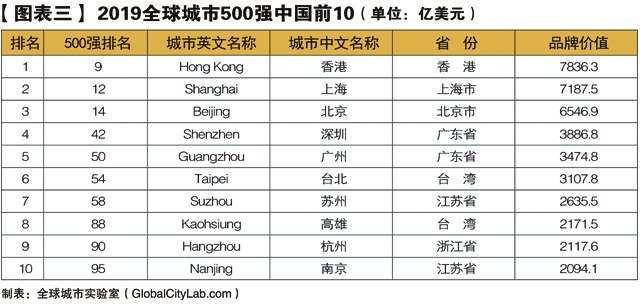 【图表三】2019全球城市500强中国前10（单位：亿美元）
排名 500强排名 城市英文名称 城市中文名称 省 份 品牌价值
1 9 Hong Kong 香港 香 港 7836.3
2 12 Shanghai 上海 上海市 7187.5
3 14 Beijing 北京 北京市 6546.9
4 42 Shenzhen 深圳 广东省 3886.8
5 50 Guangzhou 广州 广东省 3474.8
6 54 Taipei 台北 台 湾 3107.8
7 58 Suzhou 苏州 江苏省 2635.5
8 88 Kaohsiung 高雄 台 湾 2171.5
9 90 Hangzhou 杭州 浙江省 2117.6
10 95 Nanjing 南京 江苏省 2094.1
制表：全球城市实验室（GlobalCityLab.com）